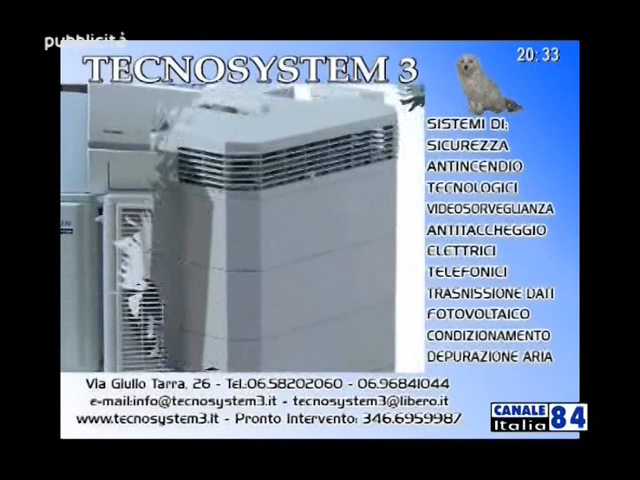 pubblicità
20:33
TECNOSYSTEM 3
SISTEMI DI:
SICUREZZA
ANTINCENDIO
TECNOLOGICI
VIDEOSORVEGLIANZA
ANTITACCHEGGIO
ELETTRICI
TELEFONICI
TRASNISSIONE DATI
FOTOVOLTAICO
CONDIZIONAMENTO
DEPURAZIONE ARIA
Via Giulio Tarra, 26 - Tel.:06.58202060 - 06.96841044
e-mail:info@tecnosystem3.it - tecnosystem3@libero.it
www.tecnosystem3.it - Pronto Intervento: 346.6959987
CANALE 84
Italia